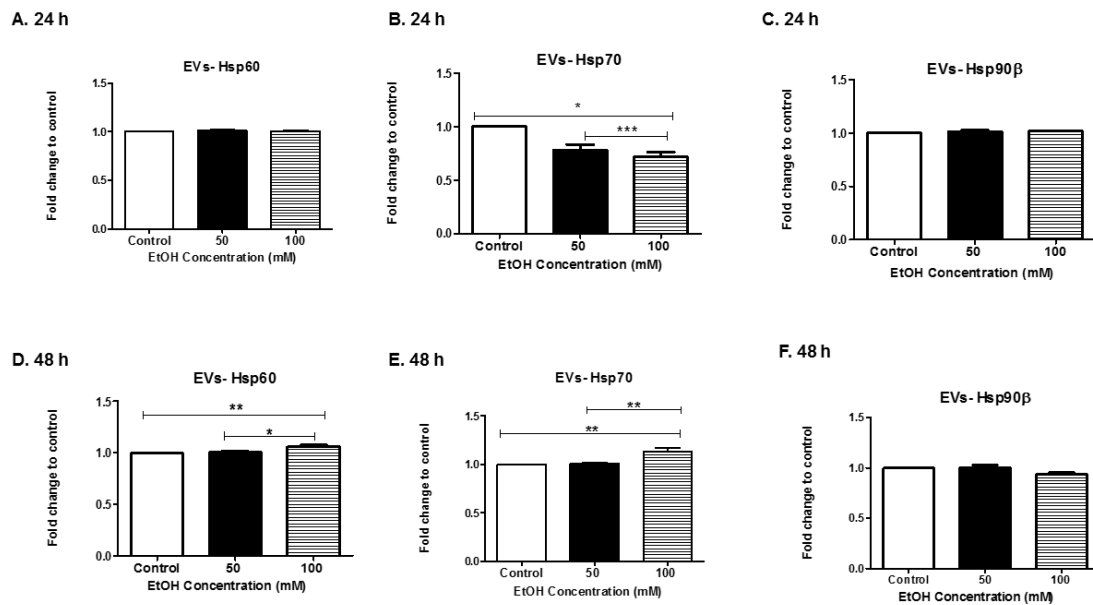 A. 24 h
EVs- Hsp60
Fold change to control
1.5
1.0
0.5
0.0
Control
50
100
EtOH Concentration (mM)
B. 24 h
EVs- Hsp70
Fold change to control
1.5
1.0
0.5
0.0
*
***
Control
50
100
EtOH Concentration (mM)
C. 24 h
EVs- Hsp90β
Fold change to control
1.5
1.0
0.5
0.0
Control
50
100
EtOH Concentration (mM)
D. 48 h
EVs- Hsp60
Fold change to control
1.5
1.0
0.5
0.0
**
*
Control
50
100
EtOH Concentration (mM)
E. 48 h
EVs- Hsp70
Fold change to control
1.5
1.0
0.5
0.0
**
**
Control
50
100
EtOH Concentration (mM)
F. 48 h
EVs- Hsp90β
Fold change to control
1.5
1.0
0.5
0.0
Control
50
100
EtOH Concentration (mM)